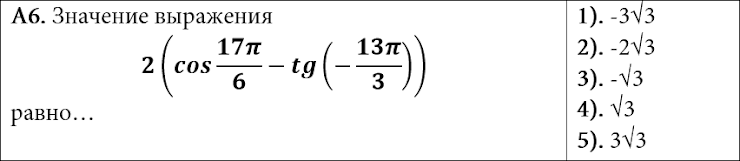 А6. Значение выражения
2 (cos 17π/6 − tg (− 13π/3))
равно…
1). -3√3
2). -2√3
3). -√3
4). √3
5). 3√3